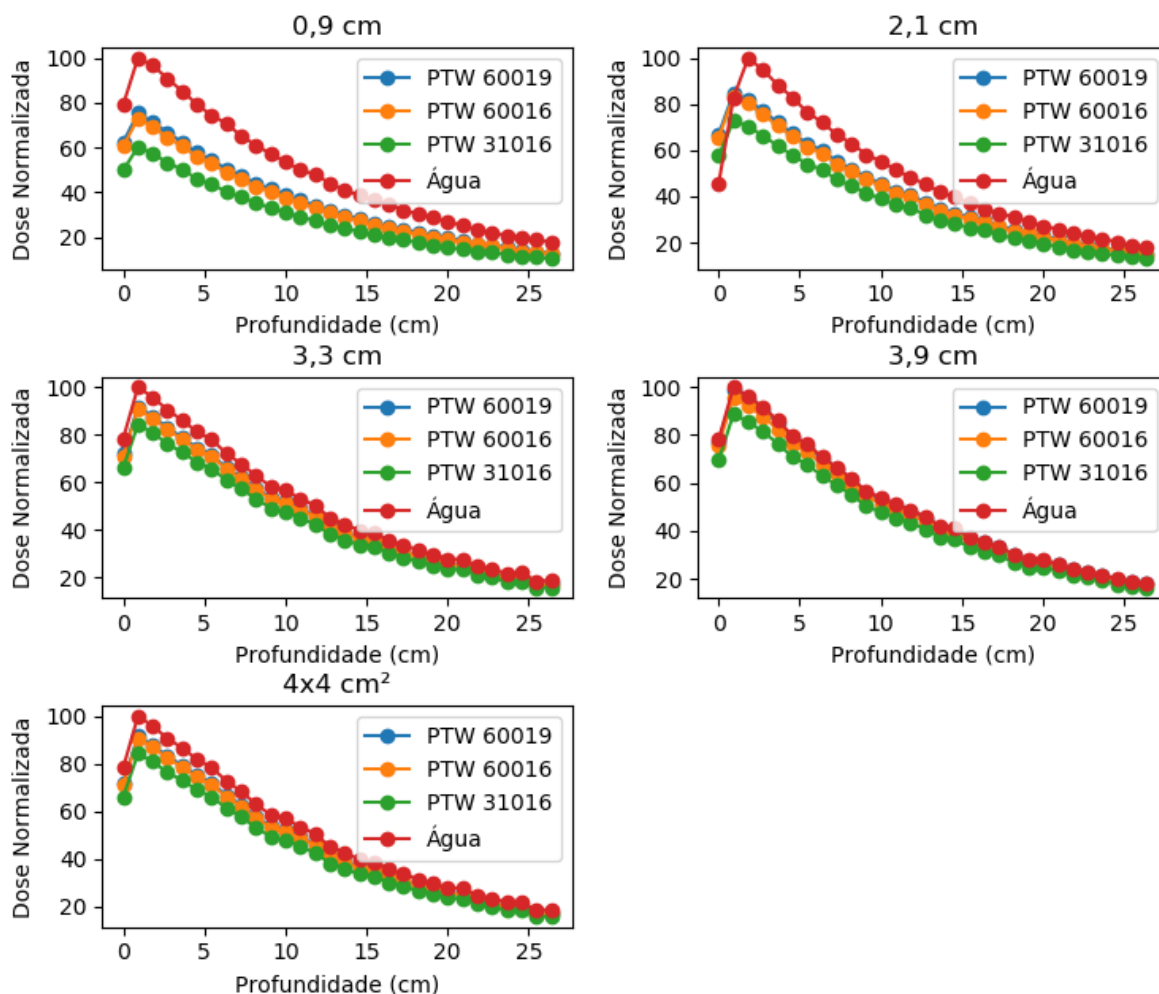 0,9 cm
Dose Normalizada
100
80
60
40
20
PTW 60019
PTW 60016
PTW 31016
Água
0 5 10 15 20 25
Profundidade (cm)
2,1 cm
Dose Normalizada
100
80
60
40
20
PTW 60019
PTW 60016
PTW 31016
Água
0 5 10 15 20 25
Profundidade (cm)
3,3 cm
Dose Normalizada
100
80
60
40
20
PTW 60019
PTW 60016
PTW 31016
Água
0 5 10 15 20 25
Profundidade (cm)
3,9 cm
Dose Normalizada
100
80
60
40
20
PTW 60019
PTW 60016
PTW 31016
Água
0 5 10 15 20 25
Profundidade (cm)
4x4 cm²
Dose Normalizada
100
80
60
40
20
PTW 60019
PTW 60016
PTW 31016
Água
0 5 10 15 20 25
Profundidade (cm)